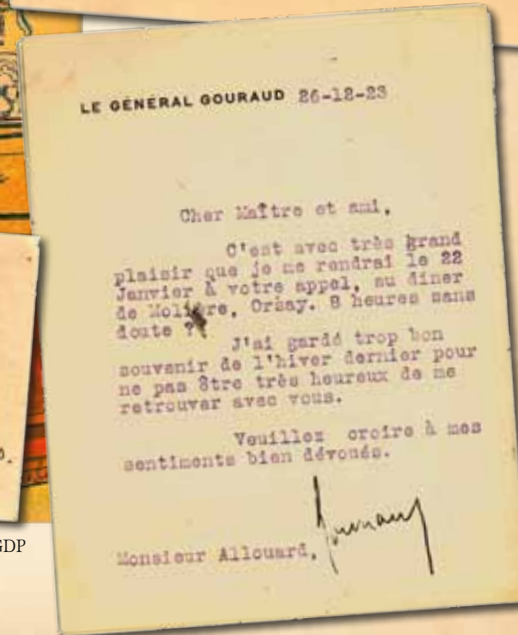 LE GÉNÉRAL GOURAUD 26-12-23
Cher Maître et ami,
C'est avec très grand
plaisir que je me rendrai le 22
Janvier à votre appel, au diner
de Molière, Orsay. 8 heures sans
doute ?
J'ai gardé trop bon
souvenir de l'hiver dernier pour
ne pas être très heureux de me
retrouver avec vous.
Veuillez croire à mes
sentiments bien dévoués.
Gouraud
Monsieur Allouard,
GDP